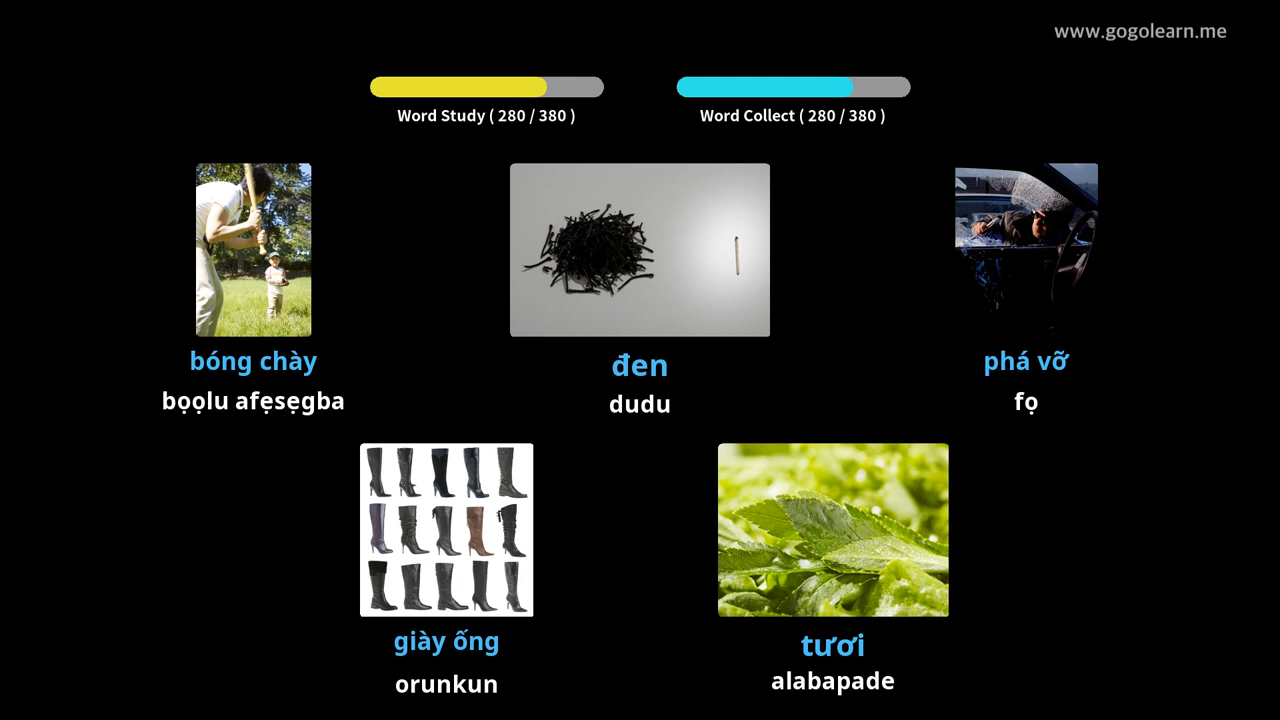 www.gogolearn.me
Word Study ( 280 / 380 )
Word Collect ( 280 / 380 )
bóng chày
bọọlu afẹsẹgba
đen
dudu
phá vỡ
fọ
giày ống
orunkun
tươi
alabapade